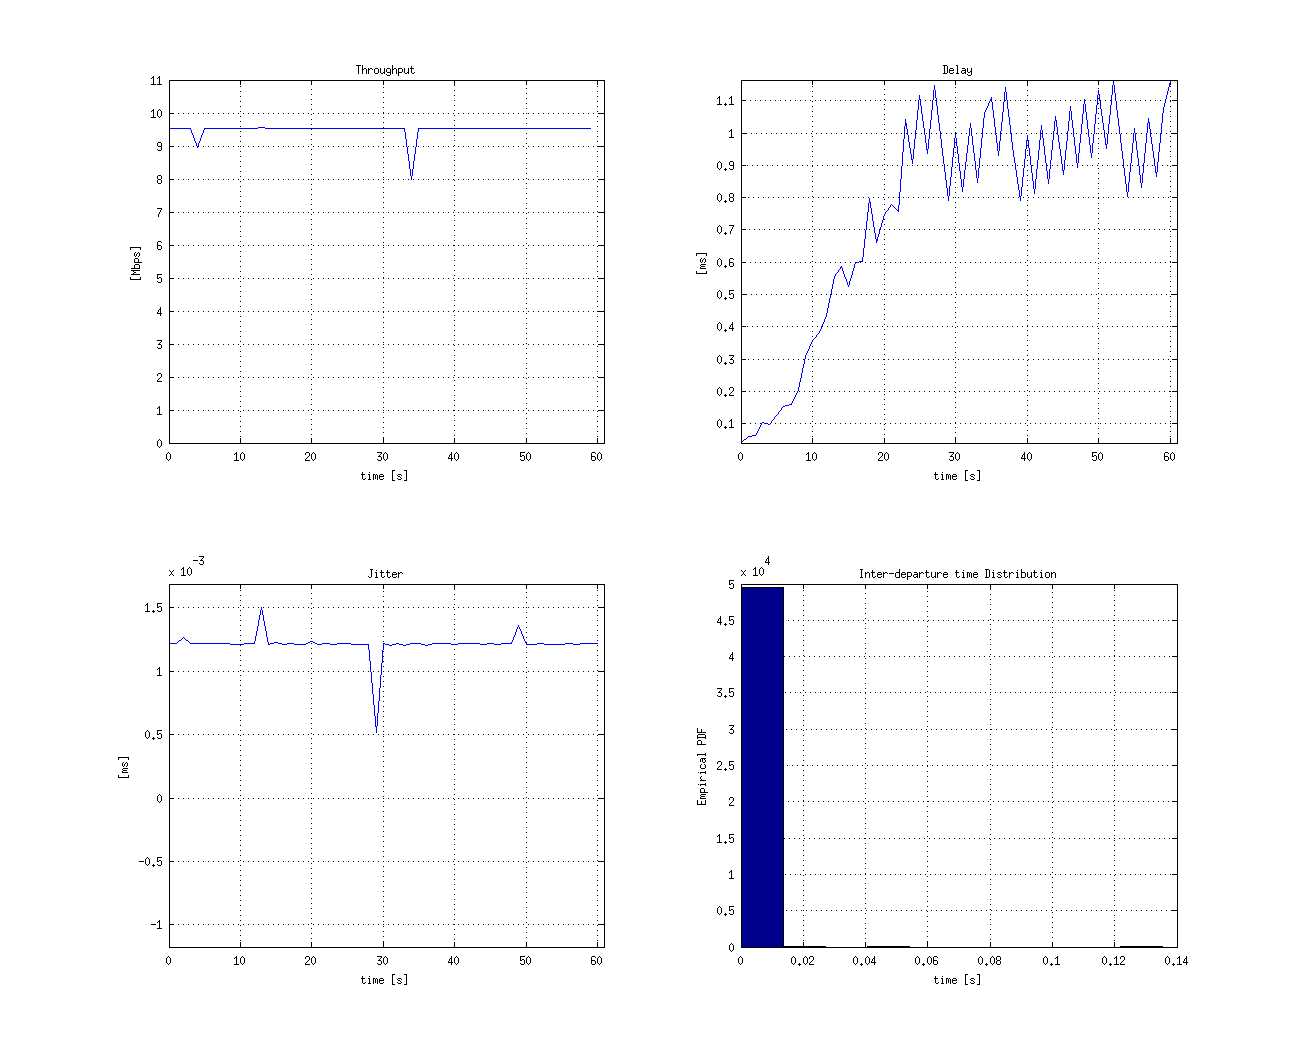 Throughput
11
10
9
8
7
6
5
4
3
2
1
0
[Mbps]
0 10 20 30 40 50 60
time [s]
Delay
1.1
1
0.9
0.8
0.7
0.6
0.5
0.4
0.3
0.2
0.1
[ms]
0 10 20 30 40 50 60
time [s]
x 10^-3
Jitter
1.5
1
0.5
0
-0.5
-1
[ms]
0 10 20 30 40 50 60
time [s]
x 10^4
Inter-departure time Distribution
5
4.5
4
3.5
3
2.5
2
1.5
1
0.5
0
Empirical PDF
0 0.02 0.04 0.06 0.08 0.1 0.12 0.14
time [s]